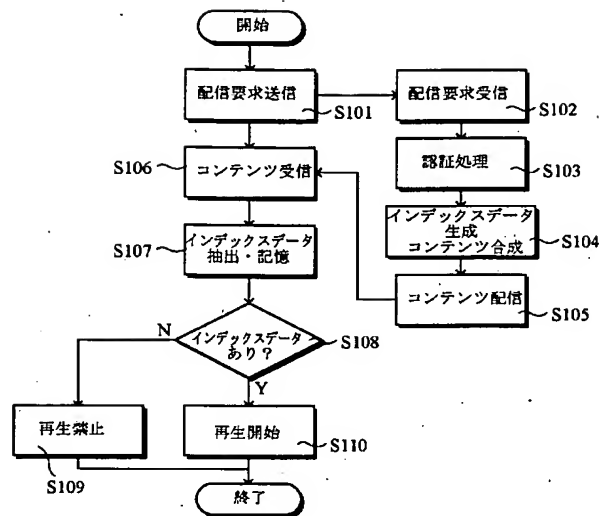 開始
配信要求送信
S101
配信要求受信
S102
認証処理
S103
インデックスデータ
生成
コンテンツ合成
S104
コンテンツ配信
S105
S106
コンテンツ受信
S107
インデックスデータ
抽出・記憶
インデックスデータ
あり?
S108
N
Y
再生禁止
S109
再生開始
S110
終了